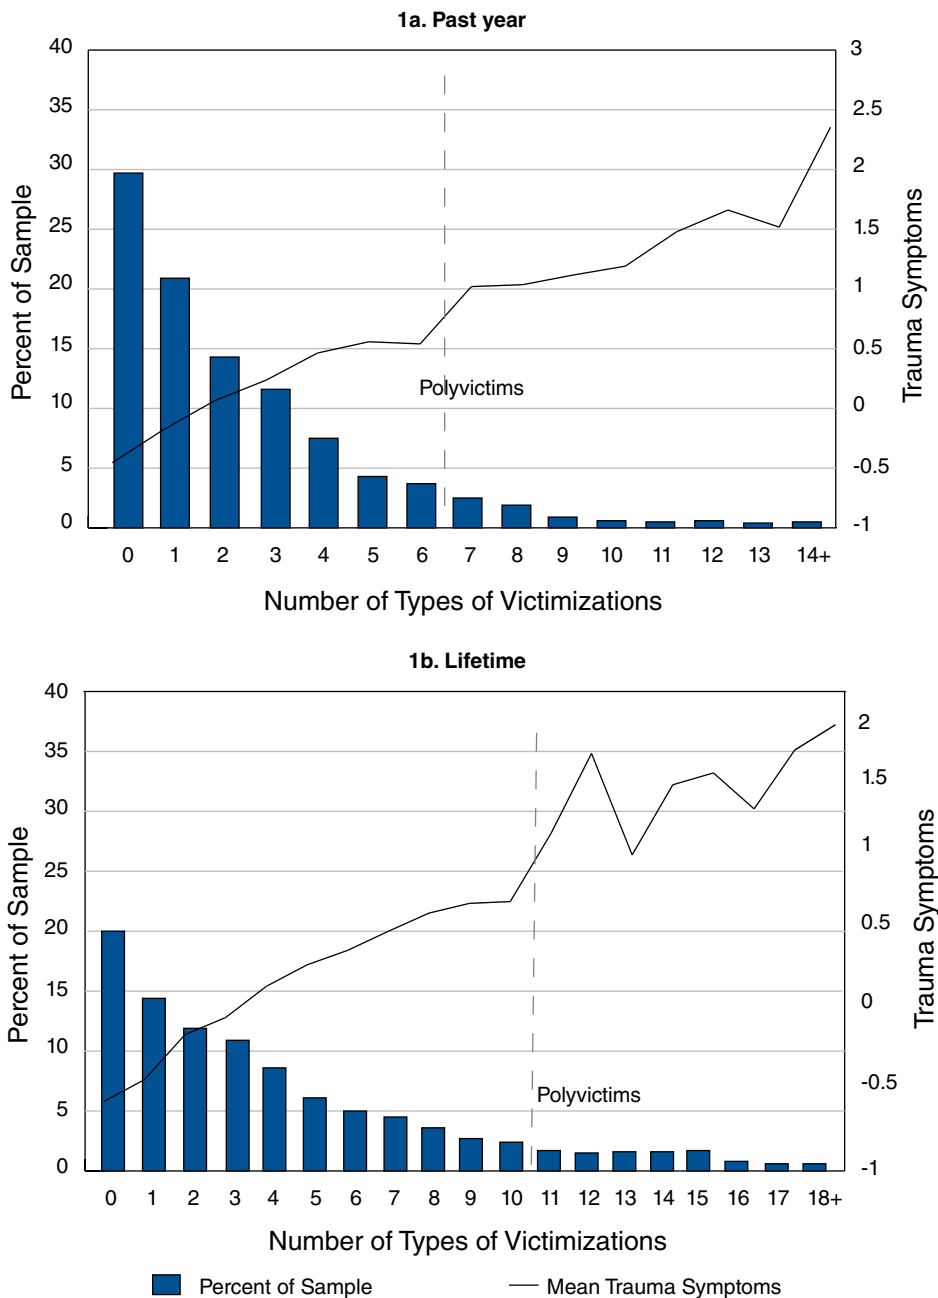 1a. Past year
40
35
30
25
20
15
10
5
0
Percent of Sample
3
2.5
2
1.5
1
0.5
0
-0.5
-1
Trauma Symptoms
Polyvictims
0 1 2 3 4 5 6 7 8 9 10 11 12 13 14+
Number of Types of Victimizations
1b. Lifetime
40
35
30
25
20
15
10
5
0
Percent of Sample
2
1.5
1
0.5
0
-0.5
-1
Trauma Symptoms
Polyvictims
0 1 2 3 4 5 6 7 8 9 10 11 12 13 14 15 16 17 18+
Number of Types of Victimizations
Percent of Sample
Mean Trauma Symptoms